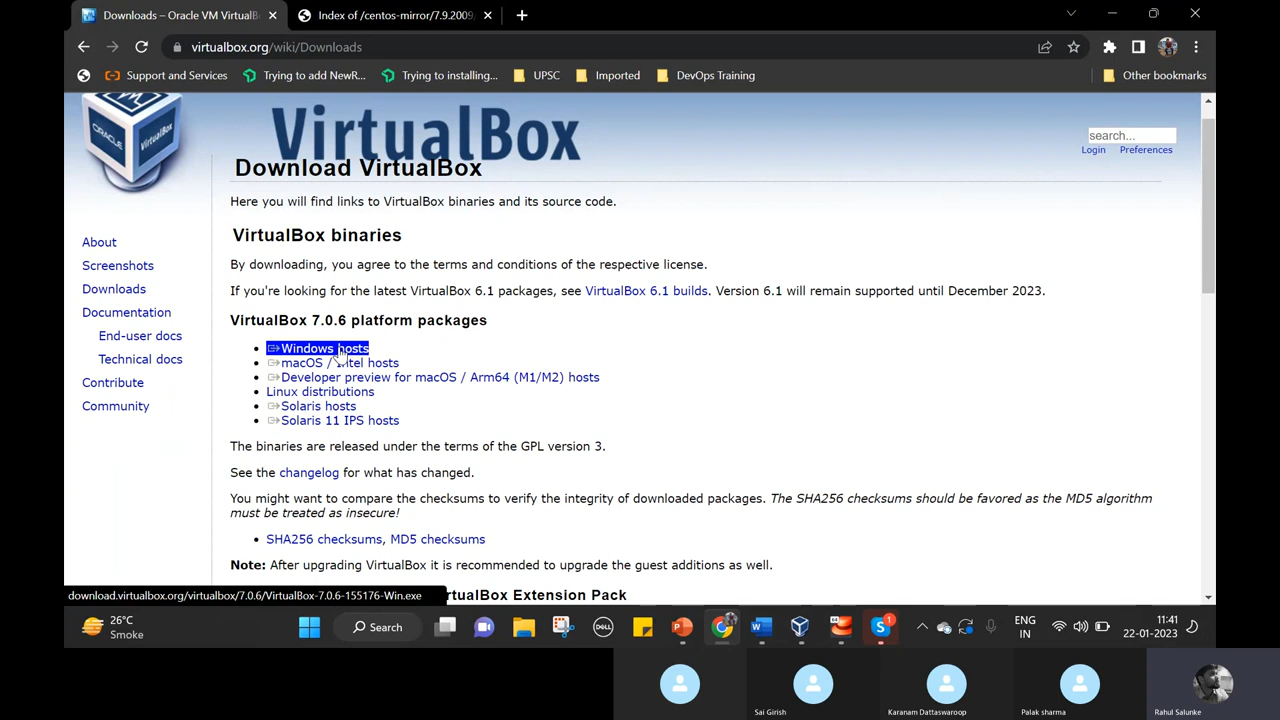 Downloads – Oracle VM VirtualB
Index of /centos-mirror/7.9.2009.
virtualbox.org/wiki/Downloads
Support and Services
Trying to add NewR...
Trying to installing,...
UPSC
Imported
DevOps Training
Other bookmarks
ORACLE
VirtualBox
VirtualBox
search...
Login
Preferences
Download VirtualBox
Here you will find links to VirtualBox binaries and its source code.
About
Screenshots
Downloads
Documentation
End-user docs
Technical docs
Contribute
Community
VirtualBox binaries
By downloading, you agree to the terms and conditions of the respective license.
If you're looking for the latest VirtualBox 6.1 packages, see VirtualBox 6.1 builds. Version 6.1 will remain supported until December 2023.
VirtualBox 7.0.6 platform packages
Windows hosts
macOS / Intel hosts
Developer preview for macOS / Arm64 (M1/M2) hosts
Linux distributions
Solaris hosts
Solaris 11 IPS hosts
The binaries are released under the terms of the GPL version 3.
See the changelog for what has changed.
You might want to compare the checksums to verify the integrity of downloaded packages. The SHA256 checksums should be favored as the MD5 algorithm
must be treated as insecure!
SHA256 checksums, MD5 checksums
Note: After upgrading VirtualBox it is recommended to upgrade the guest additions as well.
rtualBox Extension Pack
download.virtualbox.org/virtualbox/7.0.6/VirtualBox-7.0.6-155176-Win.exe
26°C
Smoke
Search
DELL
1
ENG
IN
11:41
22-01-2023
Sai Girish
Karanam Dattaswaroop
Palak sharma
Rahul Salunke